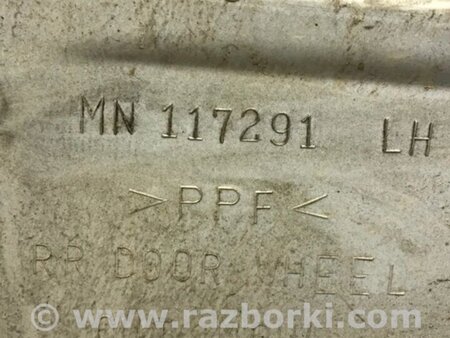 MN 117291 LH
>PPF<
RR DOOR WHEEL
www.razborki.com